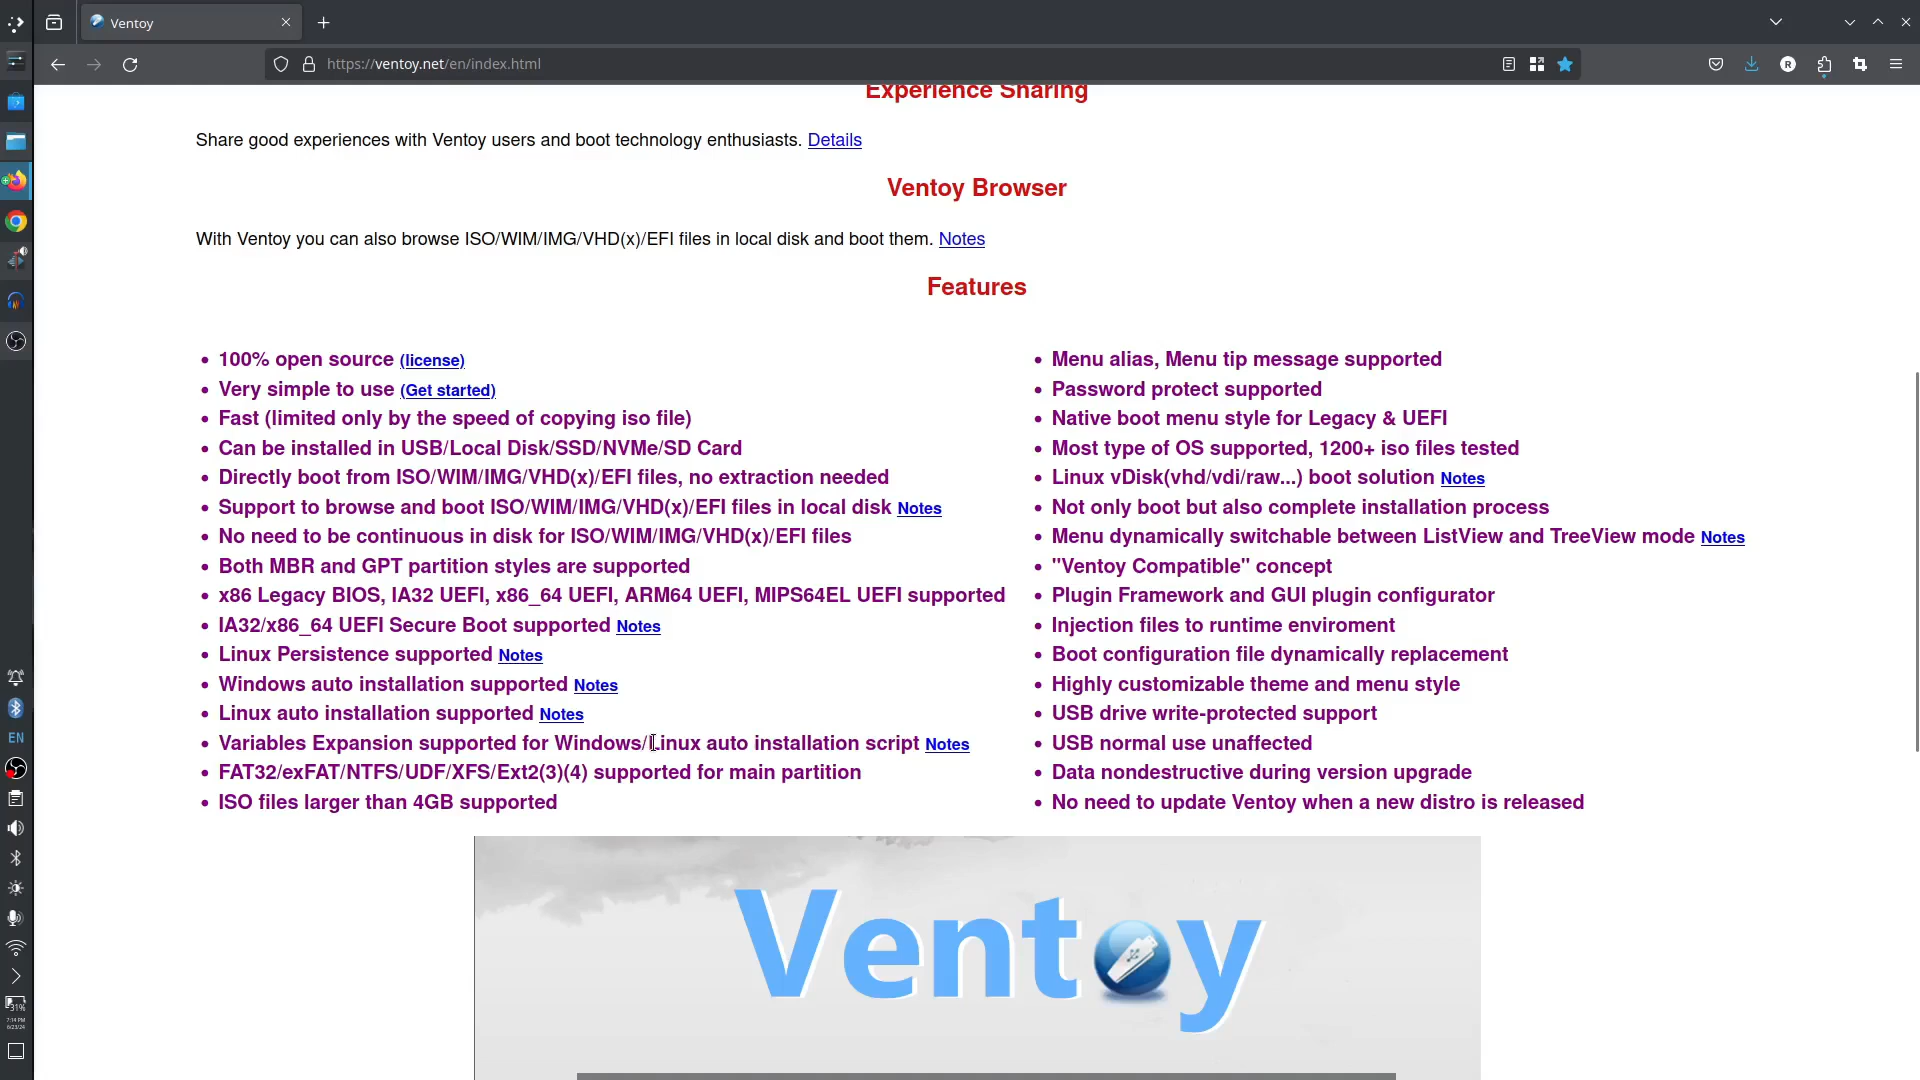 Ventoy
https://ventoy.net/en/index.html
R
Experience Sharing
Share good experiences with Ventoy users and boot technology enthusiasts. Details
Ventoy Browser
With Ventoy you can also browse ISO/WIM/IMG/VHD(x)/EFI files in local disk and boot them. Notes
Features
100% open source (license)
Very simple to use (Get started)
Fast (limited only by the speed of copying iso file)
Can be installed in USB/Local Disk/SSD/NVMe/SD Card
Directly boot from ISO/WIM/IMG/VHD(x)/EFI files, no extraction needed
Support to browse and boot ISO/WIM/IMG/VHD(x)/EFI files in local disk Notes
No need to be continuous in disk for ISO/WIM/IMG/VHD(x)/EFI files
Both MBR and GPT partition styles are supported
x86 Legacy BIOS, IA32 UEFI, x86_64 UEFI, ARM64 UEFI, MIPS64EL UEFI supported
IA32/x86_64 UEFI Secure Boot supported Notes
Linux Persistence supported Notes
Windows auto installation supported Notes
Linux auto installation supported Notes
Variables Expansion supported for Windows/Linux auto installation script Notes
FAT32/exFAT/NTFS/UDF/XFS/Ext2(3)(4) supported for main partition
ISO files larger than 4GB supported
Menu alias, Menu tip message supported
Password protect supported
Native boot menu style for Legacy & UEFI
Most type of OS supported, 1200+ iso files tested
Linux vDisk(vhd/vdi/raw...) boot solution Notes
Not only boot but also complete installation process
Menu dynamically switchable between ListView and TreeView mode Notes
"Ventoy Compatible" concept
Plugin Framework and GUI plugin configurator
Injection files to runtime enviroment
Boot configuration file dynamically replacement
Highly customizable theme and menu style
USB drive write-protected support
USB normal use unaffected
Data nondestructive during version upgrade
No need to update Ventoy when a new distro is released
Ventoy
EN
31%